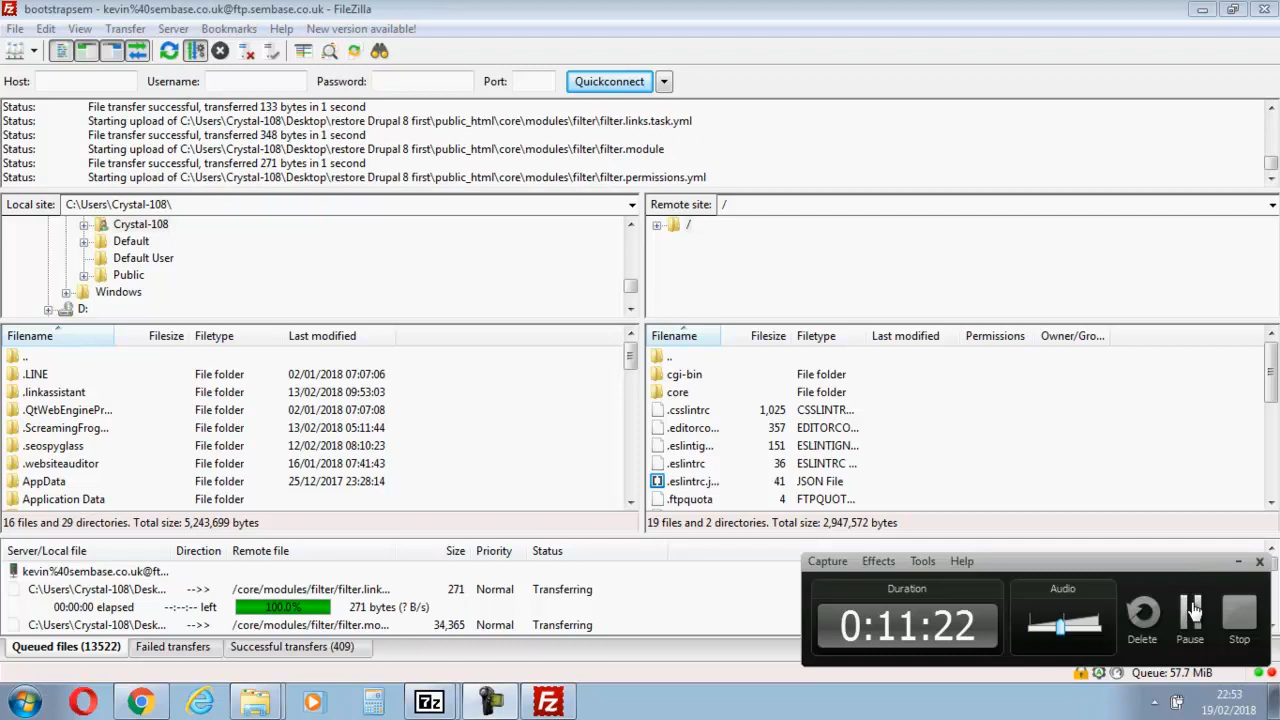 bootstrapsem - kevin%40sembase.co.uk@ftp.sembase.co.uk - FileZilla
File Edit View Transfer Server Bookmarks Help New version available!
Host: Username: Password: Port: Quickconnect
Status: File transfer successful, transferred 133 bytes in 1 second
Status: Starting upload of C:\Users\Crystal-108\Desktop\restore Drupal 8 first\public_html\core\modules\filter\filter.links.task.yml
Status: File transfer successful, transferred 348 bytes in 1 second
Status: Starting upload of C:\Users\Crystal-108\Desktop\restore Drupal 8 first\public_html\core\modules\filter\filter.module
Status: File transfer successful, transferred 271 bytes in 1 second
Status: Starting upload of C:\Users\Crystal-108\Desktop\restore Drupal 8 first\public_html\core\modules\filter\filter.permissions.yml
Local site: C:\Users\Crystal-108\
Crystal-108
Default
Default User
Public
Windows
D:
Remote site: /
/
Filename Filesize Filetype Last modified
..
.LINE File folder 02/01/2018 07:07:06
.linkassistant File folder 13/02/2018 09:53:03
.QtWebEnginePr... File folder 02/01/2018 07:07:08
.ScreamingFrog... File folder 13/02/2018 05:11:44
.seospyglass File folder 12/02/2018 08:10:23
.websiteauditor File folder 16/01/2018 07:41:43
AppData File folder 25/12/2017 23:28:14
Application Data File folder
16 files and 29 directories. Total size: 5,243,699 bytes
Filename Filesize Filetype Last modified Permissions Owner/Gro...
..
cgi-bin File folder
core File folder
.csslintrc 1,025 CSSLINTR...
.editorco... 357 EDITORCO...
.eslintig... 151 ESLINTIGN...
.eslintrc 36 ESLINTRC ...
.eslintrc.j... 41 JSON File
.ftpquota 4 FTPQUOT...
19 files and 2 directories. Total size: 2,947,572 bytes
Server/Local file Direction Remote file Size Priority Status
kevin%40sembase.co.uk@ft...
C:\Users\Crystal-108\Desk... -->> /core/modules/filter/filter.link... 271 Normal Transferring
00:00:00 elapsed --:--:-- left 100.0% 271 bytes (? B/s)
C:\Users\Crystal-108\Desk... -->> /core/modules/filter/filter.mo... 34,365 Normal Transferring
Queued files (13522) Failed transfers Successful transfers (409)
Capture Effects Tools Help
Duration
0:11:22
Audio
Delete Pause Stop
Queue: 57.7 MiB
7z
22:53
19/02/2018